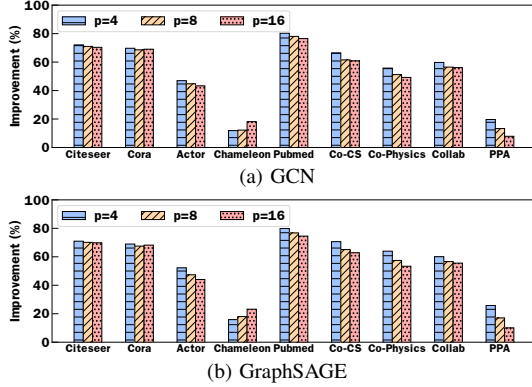 Improvement (%)
100
80
60
40
20
0
p=4 p=8 p=16
Citeseer Cora Actor Chameleon Pubmed Co-CS Co-Physics Collab PPA
(a) GCN
Improvement (%)
100
80
60
40
20
0
p=4 p=8 p=16
Citeseer Cora Actor Chameleon Pubmed Co-CS Co-Physics Collab PPA
(b) GraphSAGE